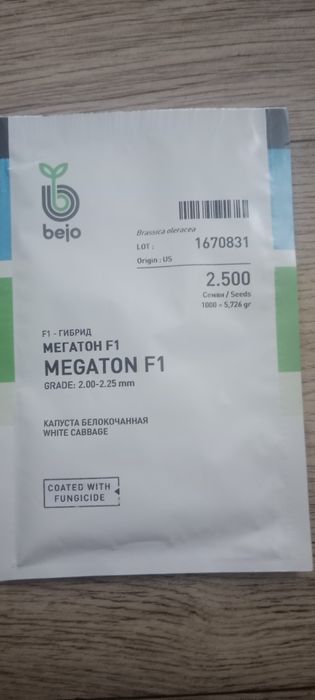 bejo
Brassica oleracea
LOT : 1670831
Origin : US
2.500
Семян / Seeds
1000 = 5,726 gr
F1 - ГИБРИД
МЕГАТОН F1
MEGATON F1
GRADE: 2.00-2.25 mm
КАПУСТА БЕЛОКОЧАННАЯ
WHITE CABBAGE
COATED WITH
FUNGICIDE